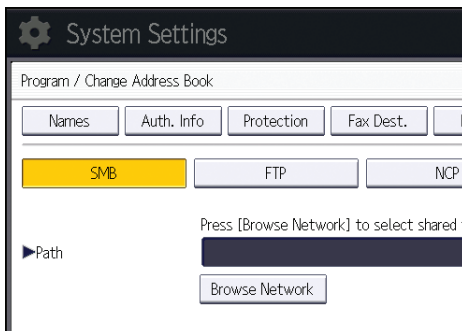 System Settings
Program / Change Address Book
Names Auth. Info Protection Fax Dest.
SMB FTP NCP
Press [Browse Network] to select shared
▶Path
Browse Network